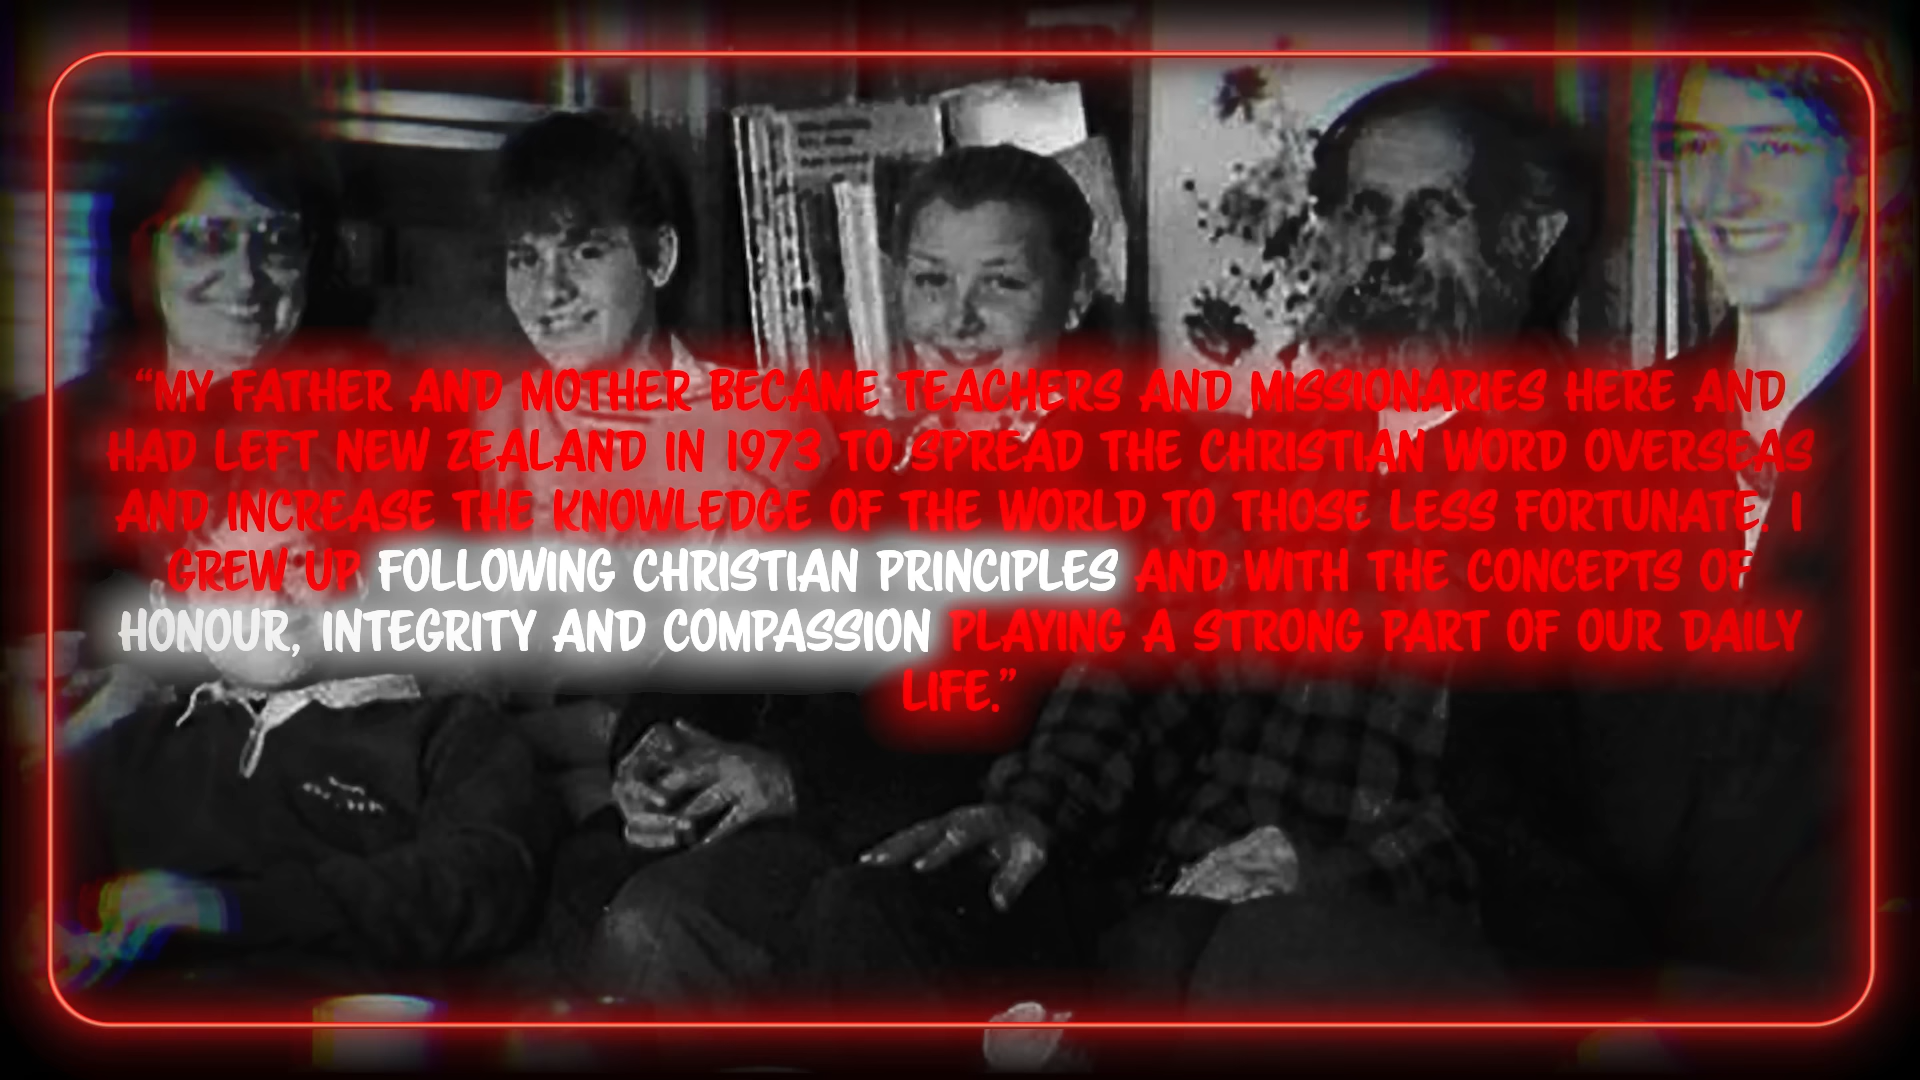 “MY FATHER AND MOTHER BECAME TEACHERS AND MISSIONARIES HERE AND
HAD LEFT NEW ZEALAND IN 1973 TO SPREAD THE CHRISTIAN WORD OVERSEAS
AND INCREASE THE KNOWLEDGE OF THE WORLD TO THOSE LESS FORTUNATE. I
GREW UP FOLLOWING CHRISTIAN PRINCIPLES AND WITH THE CONCEPTS OF
HONOUR, INTEGRITY AND COMPASSION PLAYING A STRONG PART OF OUR DAILY
LIFE.”